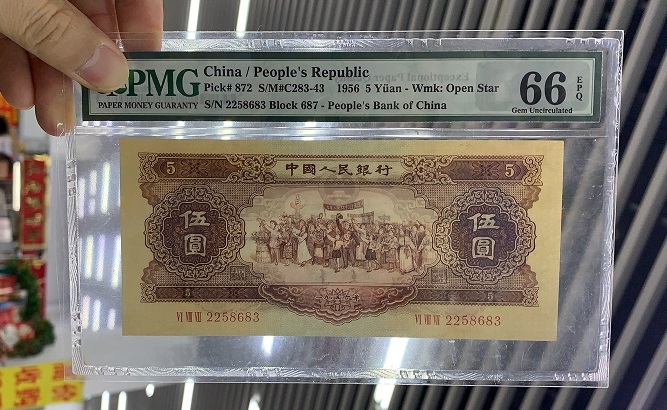 PMG
PAPER MONEY GUARANTY
China / People's Republic
Pick# 872 S/M#C283-43 1956 5 Yüan - Wmk: Open Star
S/N 2258683 Block 687 - People's Bank of China
66 EPQ
Gem Uncirculated
5 中國人民銀行 5
伍圓 伍圓
5 5
VI VIII VII 2258683 VI VIII VII 2258683